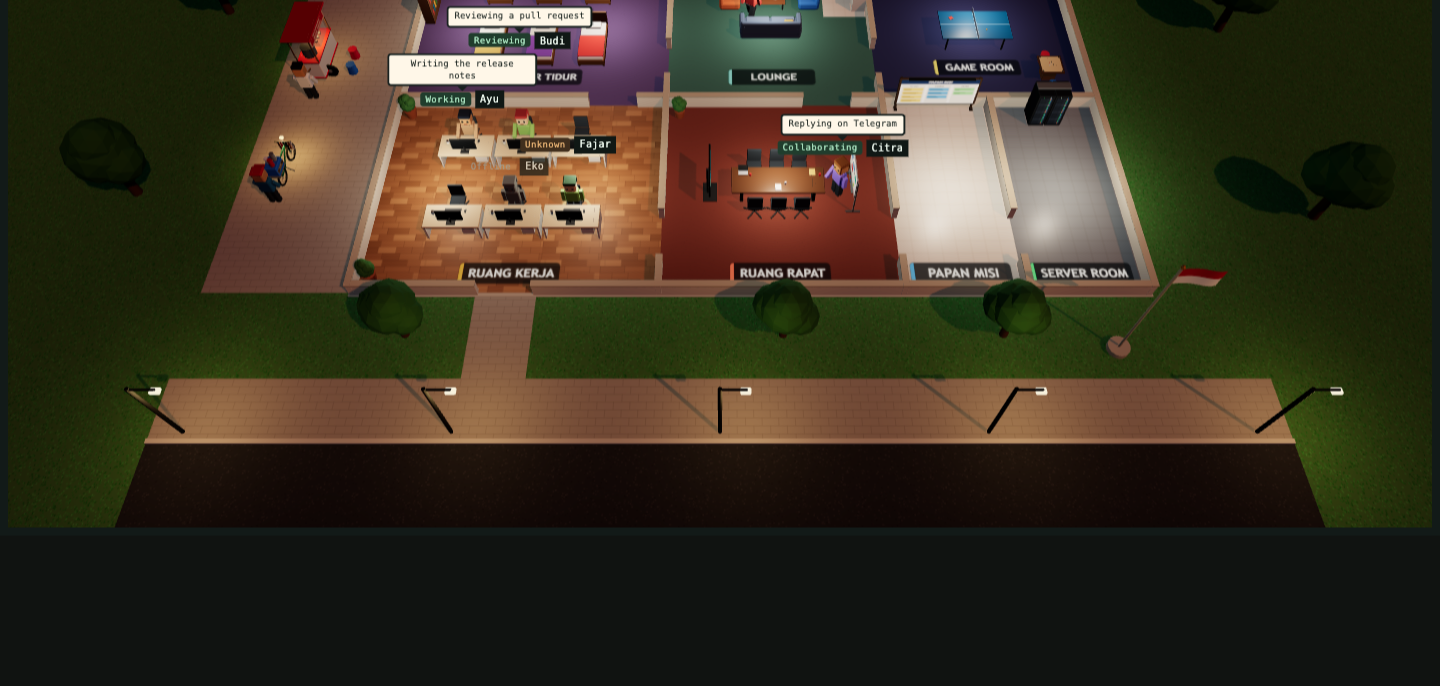 Reviewing a pull request
Reviewing
Budi
Writing the release
notes
R TIDUR
LOUNGE
GAME ROOM
Working
Ayu
Replying on Telegram
Unknown
Fajar
Collaborating
Citra
Eko
RUANG KERJA
RUANG RAPAT
PAPAN MISI
SERVER ROOM